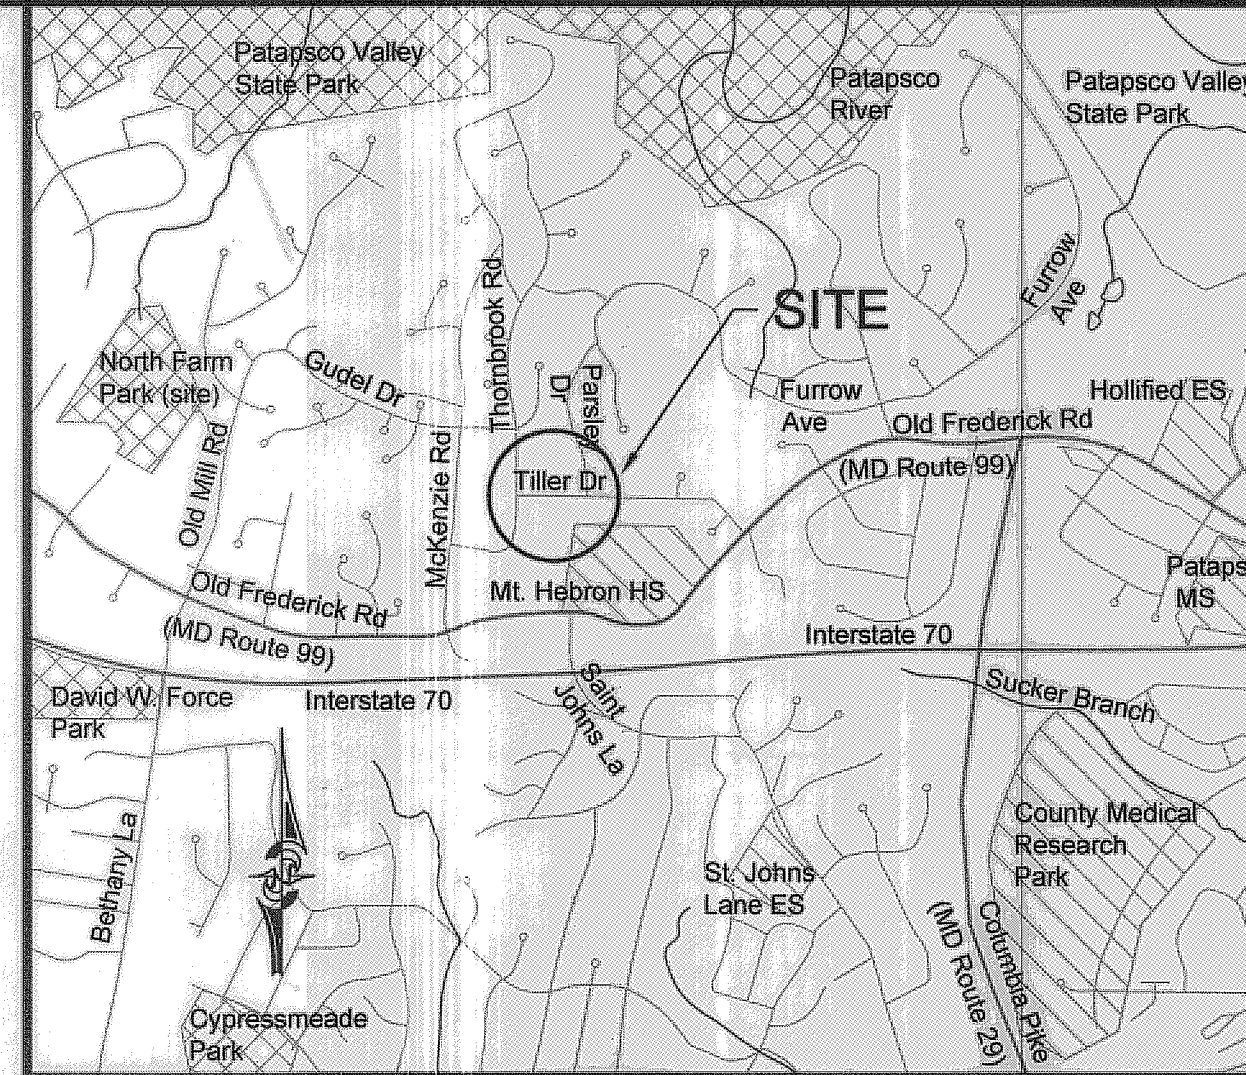 Patapsco Valley
State Park
Patapsco
River
Patapsco Valley
State Park
Furrow
Ave
SITE
Thornbrook Rd
North Farm
Park (site)
Gudel Dr
Parsley
Dr
Furrow
Ave
Hollified ES
Old Frederick Rd
(MD Route 99)
Old Mill Rd
McKenzie Rd
Tiller Dr
Mt. Hebron HS
Pataps
MS
Old Frederick Rd
(MD Route 99)
Interstate 70
David W. Force
Park
Interstate 70
Saint
Johns La
Sucker Branch
Bethany La
County Medical
Research
Park
St. Johns
Lane ES
Columbia Pike
(MD Route 29)
Cypressmeade
Park